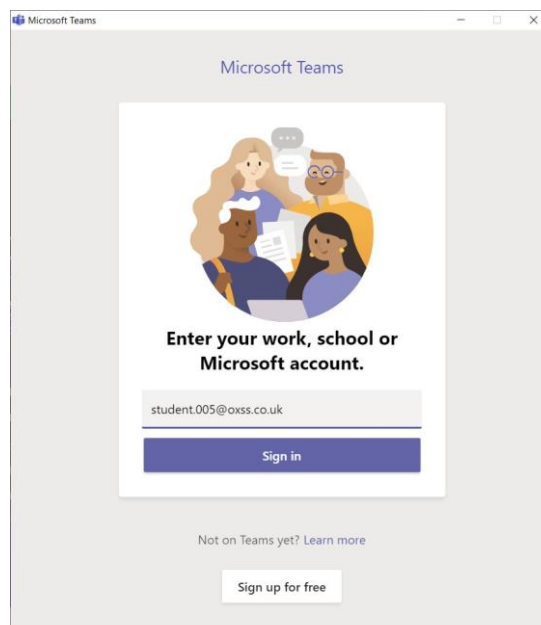 Microsoft Teams
Microsoft Teams
Enter your work, school or
Microsoft account.
student.005@oxss.co.uk
Sign in
Not on Teams yet? Learn more
Sign up for free